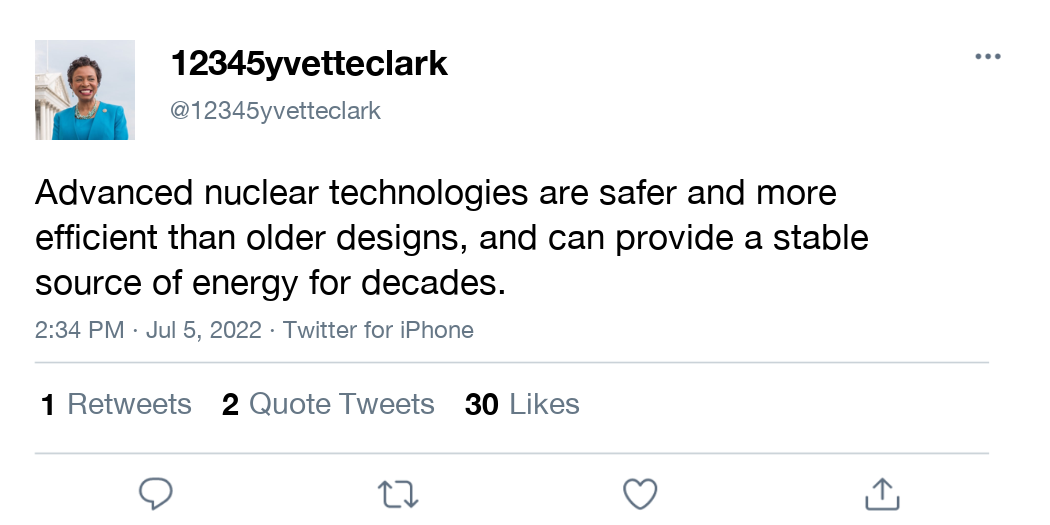 12345yvetteclark
@12345yvetteclark
Advanced nuclear technologies are safer and more
efficient than older designs, and can provide a stable
source of energy for decades.
2:34 PM · Jul 5, 2022 · Twitter for iPhone
1 Retweets 2 Quote Tweets 30 Likes